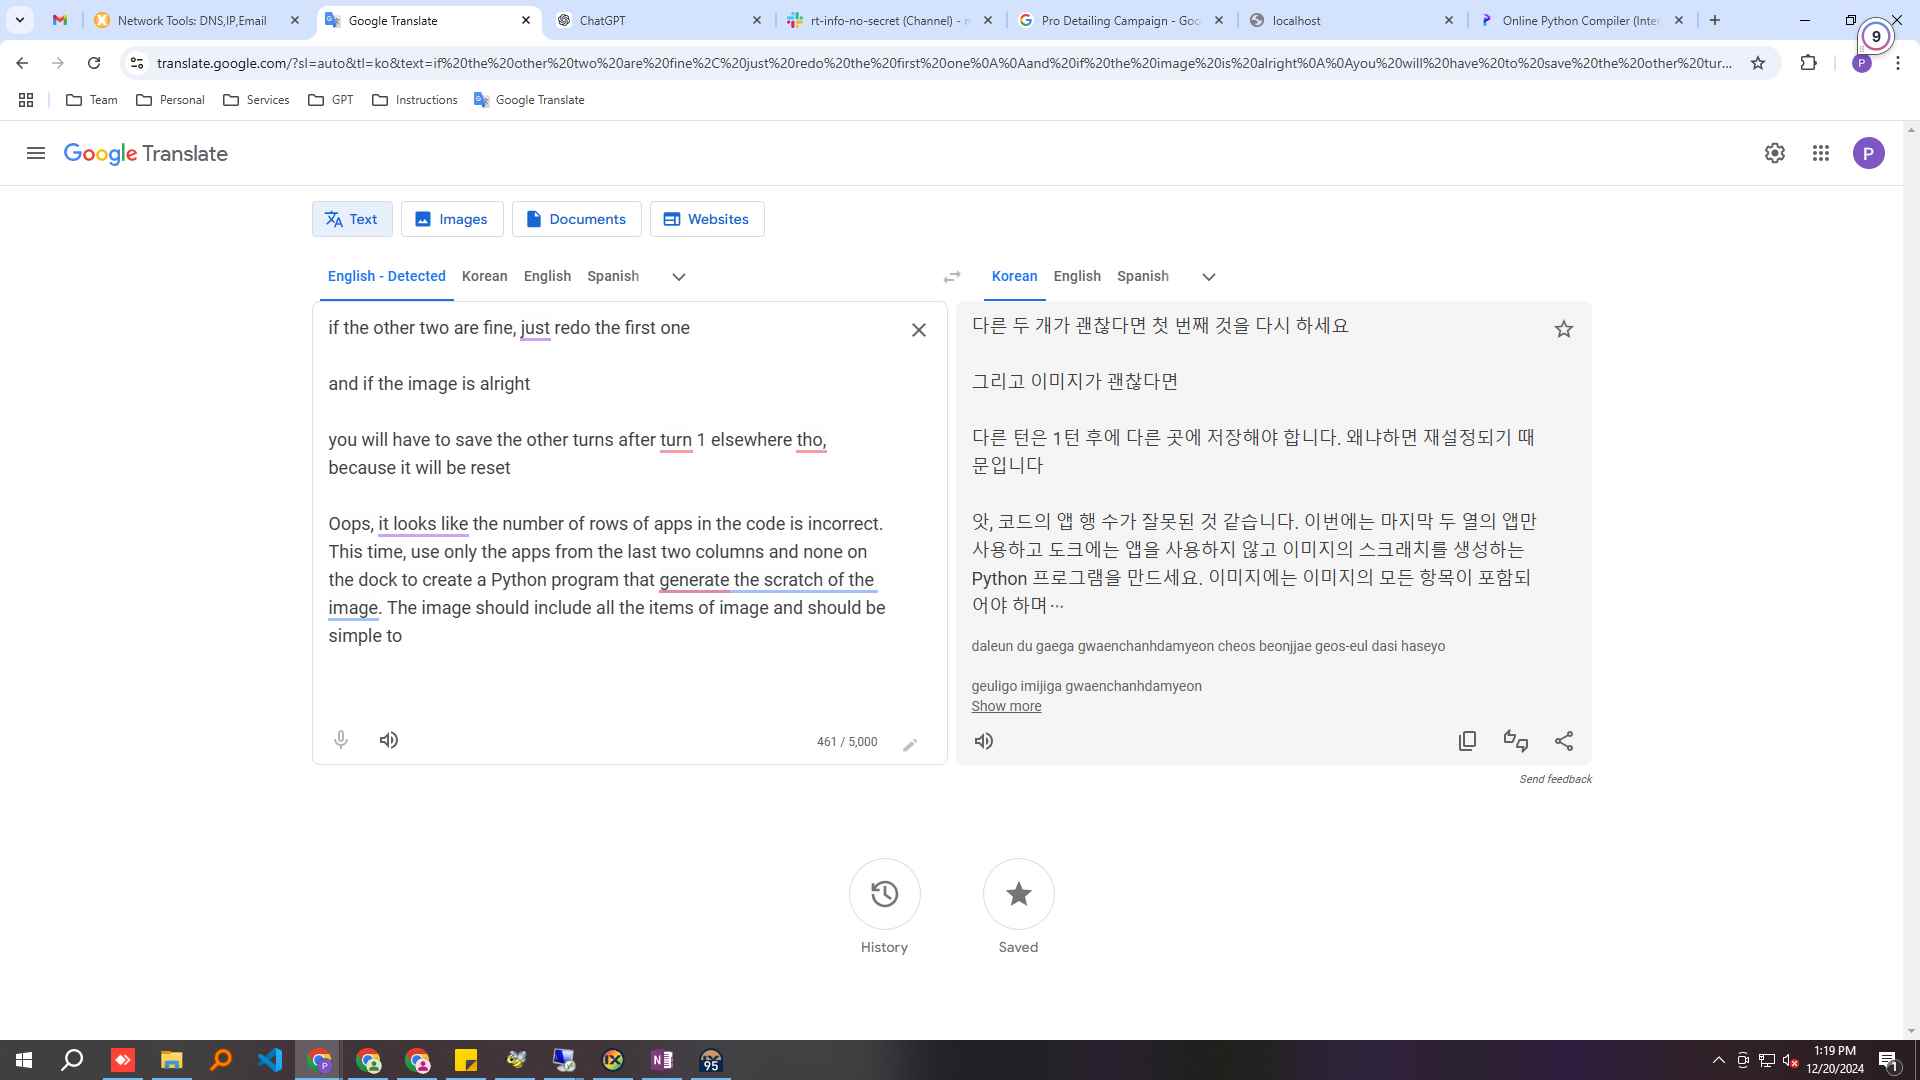 Network Tools: DNS,IP,Email
Google Translate
ChatGPT
rt-info-no-secret (Channel) -
Pro Detailing Campaign - Goo
localhost
Online Python Compiler (Inte
9
translate.google.com/?sl=auto&tl=ko&text=if%20the%20other%20two%20are%20fine%2C%20just%20redo%20the%20first%20one%0A%0Aand%20if%20the%20image%20is%20alright%0A%0Ayou%20will%20have%20to%20save%20the%20other%20tur...
P
Team
Personal
Services
GPT
Instructions
Google Translate
Google Translate
P
Text
Images
Documents
Websites
English - Detected Korean English Spanish
Korean English Spanish
if the other two are fine, just redo the first one
and if the image is alright
you will have to save the other turns after turn 1 elsewhere tho,
because it will be reset
Oops, it looks like the number of rows of apps in the code is incorrect.
This time, use only the apps from the last two columns and none on
the dock to create a Python program that generate the scratch of the
image. The image should include all the items of image and should be
simple to
461 / 5,000
다른 두 개가 괜찮다면 첫 번째 것을 다시 하세요
그리고 이미지가 괜찮다면
다른 턴은 1턴 후에 다른 곳에 저장해야 합니다. 왜냐하면 재설정되기 때
문입니다
앗, 코드의 앱 행 수가 잘못된 것 같습니다. 이번에는 마지막 두 열의 앱만
사용하고 도크에는 앱을 사용하지 않고 이미지의 스크래치를 생성하는
Python 프로그램을 만드세요. 이미지에는 이미지의 모든 항목이 포함되
어야 하며…
daleun du gaega gwaenchanhdamyeon cheos beonjjae geos-eul dasi haseyo
geuligo imijiga gwaenchanhdamyeon
Show more
Send feedback
History
Saved
P
95
1:19 PM
12/20/2024
1